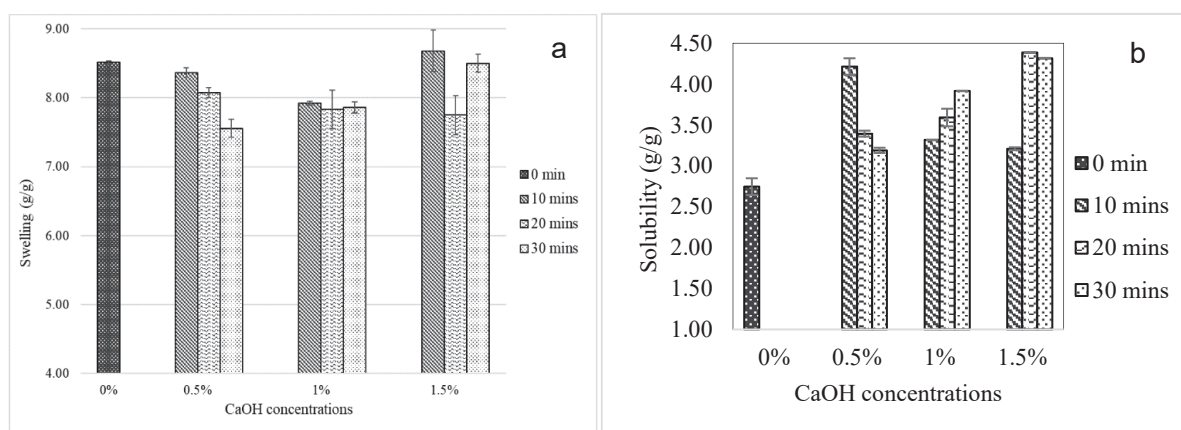 a
9.00
8.00
7.00
6.00
5.00
4.00
Swelling (g/g)
0% 0.5% 1% 1.5%
CaOH concentrations
0 min
10 mins
20 mins
30 mins
b
4.50
4.00
3.50
3.00
2.50
2.00
1.50
1.00
Solubility (g/g)
0% 0.5% 1% 1.5%
CaOH concentrations
0 min
10 mins
20 mins
30 mins